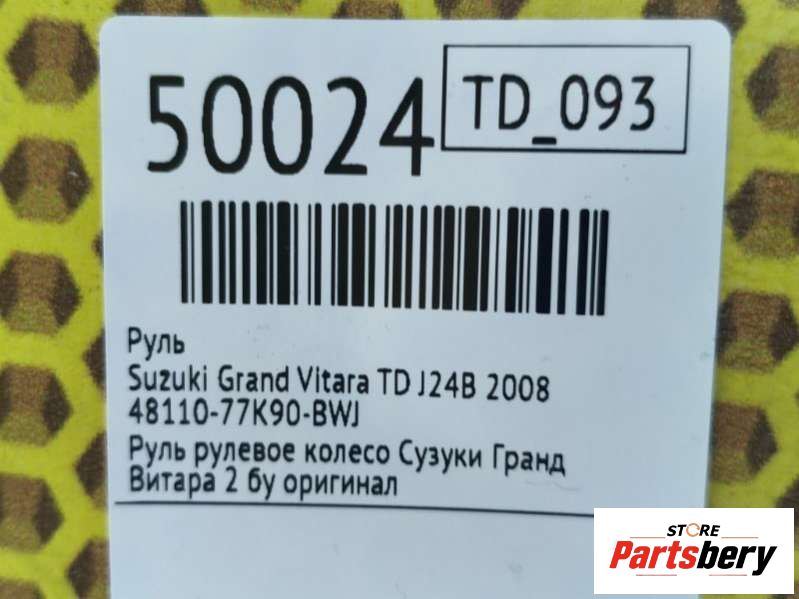 50024
TD_093
Руль
Suzuki Grand Vitara TD J24B 2008
48110-77K90-BWJ
Руль рулевое колесо Сузуки Гранд
Витара 2 бу оригинал
STORE
Partsbery